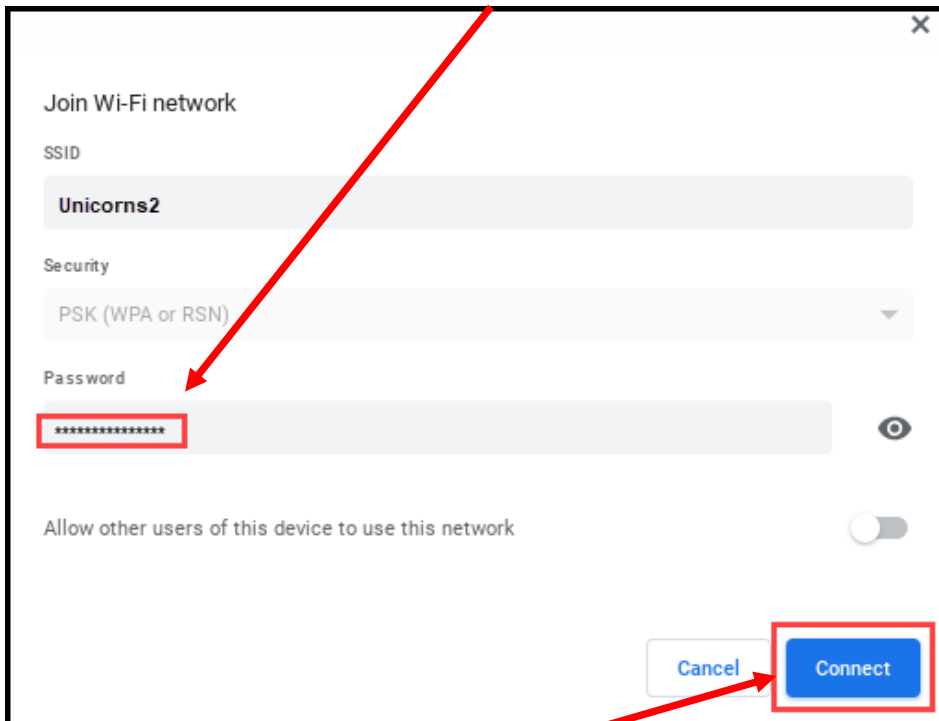 Join Wi-Fi network
SSID
Unicorns2
Security
PSK (WPA or RSN)
Password
***************
Allow other users of this device to use this network
Cancel
Connect